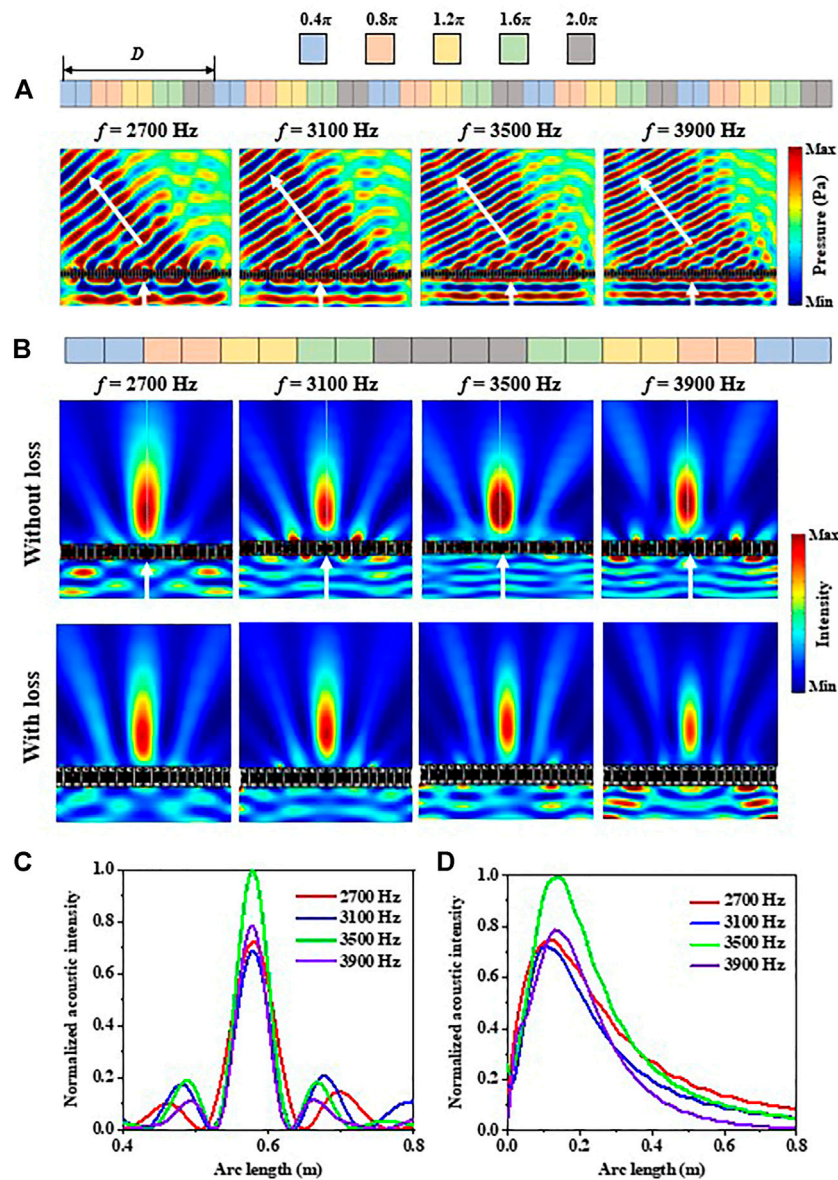 0.4π 0.8π 1.2π 1.6π 2.0π
D
A
f = 2700 Hz f = 3100 Hz f = 3500 Hz f = 3900 Hz
Max
Pressure (Pa)
Min
B
f = 2700 Hz f = 3100 Hz f = 3500 Hz f = 3900 Hz
Without loss
With loss
Max
Intensity
Min
C
Normalized acoustic intensity
1.0
0.8
0.6
0.4
0.2
0.0
2700 Hz
3100 Hz
3500 Hz
3900 Hz
0.4 0.6 0.8
Arc length (m)
D
Normalized acoustic intensity
1.0
0.8
0.6
0.4
0.2
0.0
2700 Hz
3100 Hz
3500 Hz
3900 Hz
0.0 0.2 0.4 0.6 0.8
Arc length (m)